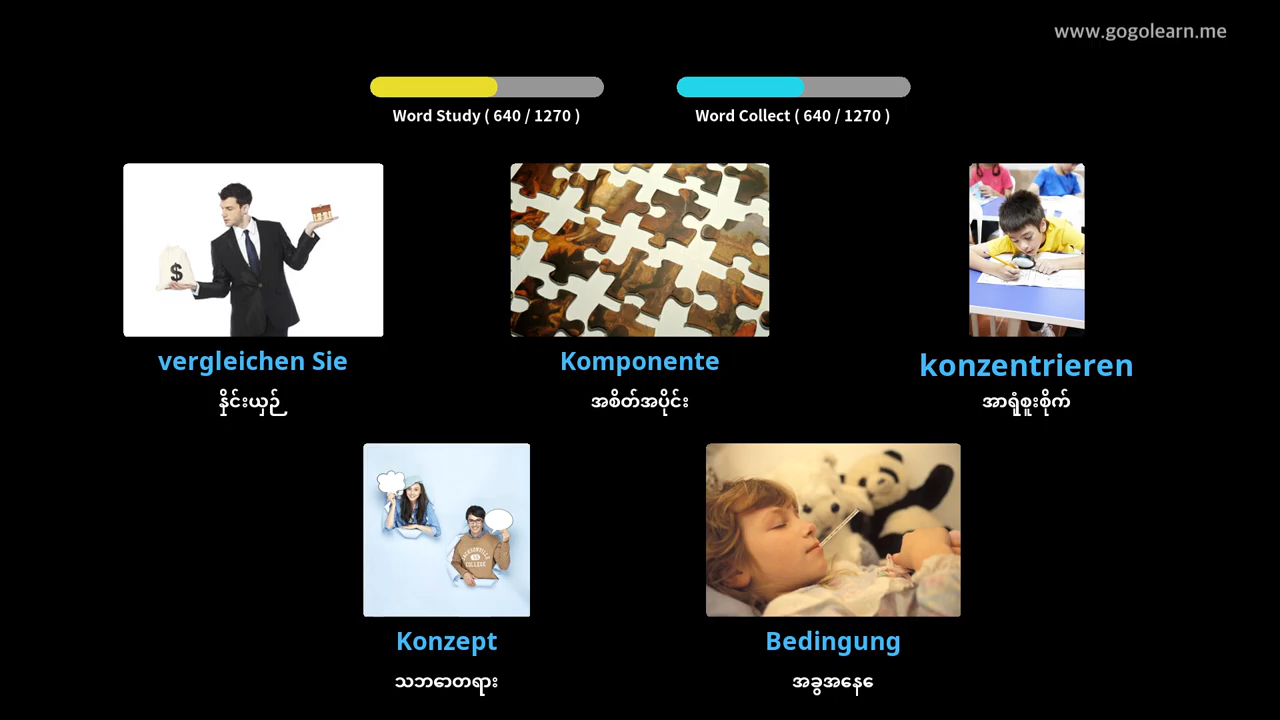 www.gogolearn.me
Word Study ( 640 / 1270 )
Word Collect ( 640 / 1270 )
$
vergleichen Sie
Komponente
konzentrieren
နှိုင်းယှဉ်
အစိတ်အပိုင်း
အာရုံစူးစိုက်
JACKSONVILLE
COLLEGE
Konzept
Bedingung
သဘောတရား
အခွအနေ